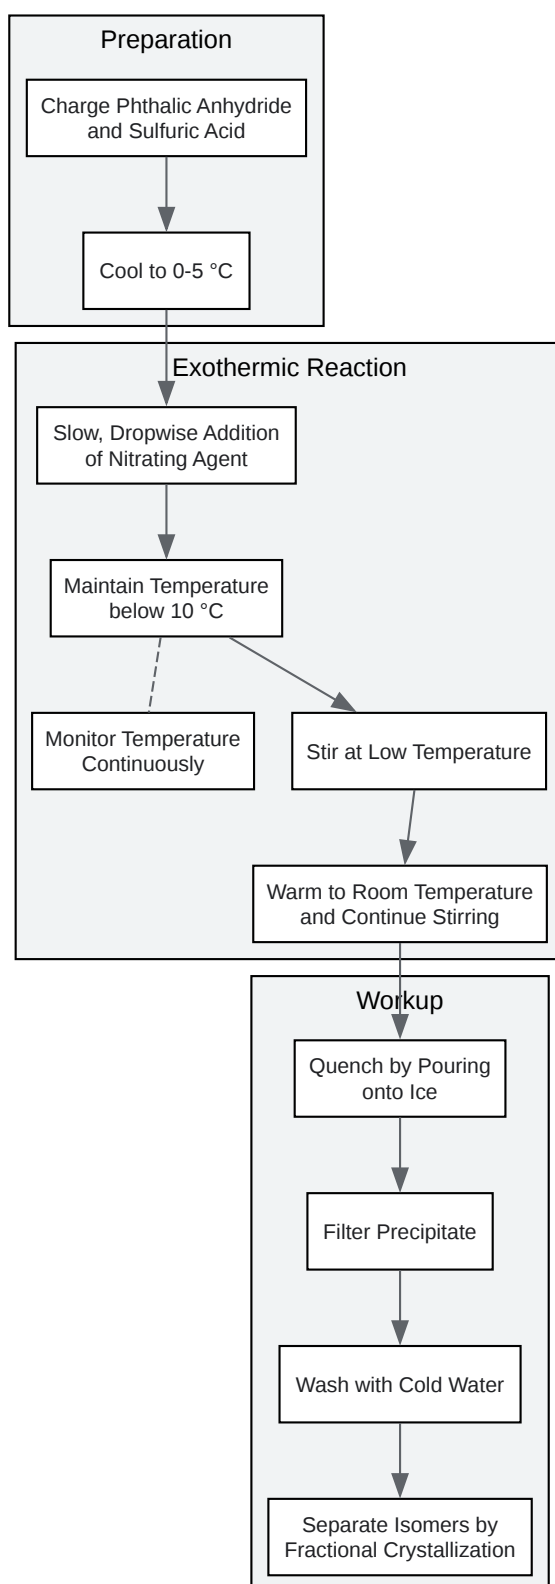 Preparation
Charge Phthalic Anhydride
and Sulfuric Acid
Cool to 0-5 °C
Exothermic Reaction
Slow, Dropwise Addition
of Nitrating Agent
Maintain Temperature
below 10 °C
Monitor Temperature
Continuously
Stir at Low Temperature
Warm to Room Temperature
and Continue Stirring
Workup
Quench by Pouring
onto Ice
Filter Precipitate
Wash with Cold Water
Separate Isomers by
Fractional Crystallization